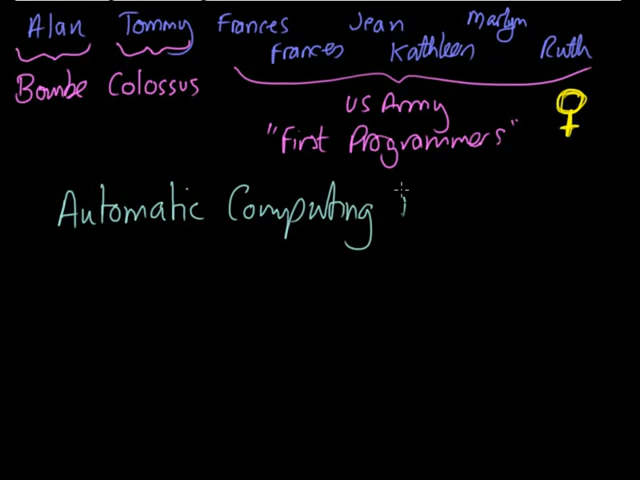 Alan Tommy Frances Jean Marlyn
Frances Kathleen Ruth
Bombe Colossus
US Army
"First Programmers"
Automatic Computing